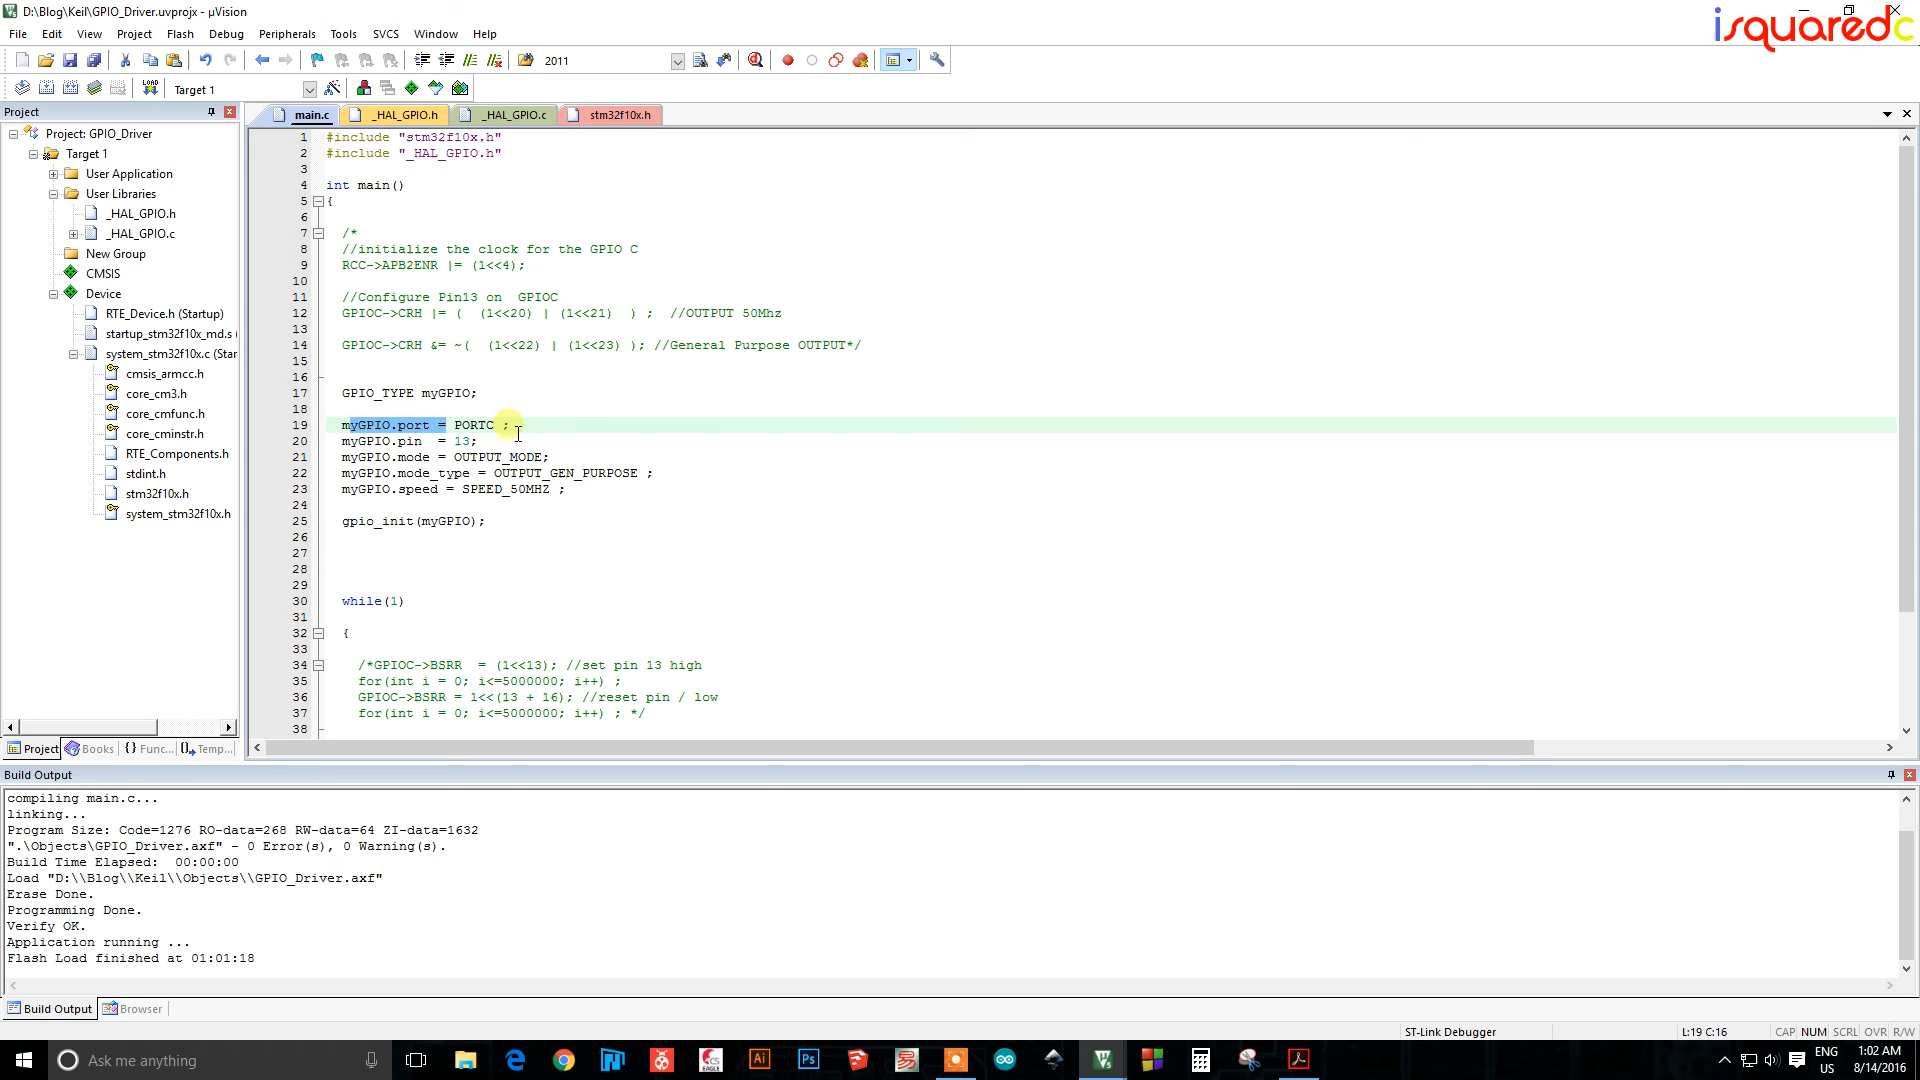 D:\Blog\Keil\GPIO_Driver.uvprojx - µVision
isquaredc
File Edit View Project Flash Debug Peripherals Tools SVCS Window Help
2011
LOAD Target 1
Project
main.c _HAL_GPIO.h _HAL_GPIO.c stm32f10x.h
Project: GPIO_Driver
Target 1
User Application
User Libraries
_HAL_GPIO.h
_HAL_GPIO.c
New Group
CMSIS
Device
RTE_Device.h (Startup)
startup_stm32f10x_md.s (
system_stm32f10x.c (Star
cmsis_armcc.h
core_cm3.h
core_cmfunc.h
core_cminstr.h
RTE_Components.h
stdint.h
stm32f10x.h
system_stm32f10x.h
Project Books {} Func... Temp...
1 #include "stm32f10x.h"
2 #include "_HAL_GPIO.h"
3
4 int main()
5 {
6
7 /*
8 //initialize the clock for the GPIO C
9 RCC->APB2ENR |= (1<<4);
10
11 //Configure Pin13 on  GPIOC
12 GPIOC->CRH |= (  (1<<20) | (1<<21)  ) ;  //OUTPUT 50Mhz
13
14 GPIOC->CRH &= ~(  (1<<22) | (1<<23) ); //General Purpose OUTPUT*/
15
16
17 GPIO_TYPE myGPIO;
18
19 myGPIO.port = PORTC ;
20 myGPIO.pin  = 13;
21 myGPIO.mode = OUTPUT_MODE;
22 myGPIO.mode_type = OUTPUT_GEN_PURPOSE ;
23 myGPIO.speed = SPEED_50MHZ ;
24
25 gpio_init(myGPIO);
26
27
28
29
30 while(1)
31
32 {
33
34 /*GPIOC->BSRR  = (1<<13); //set pin 13 high
35 for(int i = 0; i<=5000000; i++) ;
36 GPIOC->BSRR = 1<<(13 + 16); //reset pin / low
37 for(int i = 0; i<=5000000; i++) ; */
38
Build Output
compiling main.c...
linking...
Program Size: Code=1276 RO-data=268 RW-data=64 ZI-data=1632
".\Objects\GPIO_Driver.axf" - 0 Error(s), 0 Warning(s).
Build Time Elapsed:  00:00:00
Load "D:\\Blog\\Keil\\Objects\\GPIO_Driver.axf"
Erase Done.
Programming Done.
Verify OK.
Application running ...
Flash Load finished at 01:01:18
Build Output Browser
ST-Link Debugger L:19 C:16 CAP NUM SCRL OVR R/W
Ask me anything
EAGLE Ai Ps
ENG 1:02 AM
US 8/14/2016